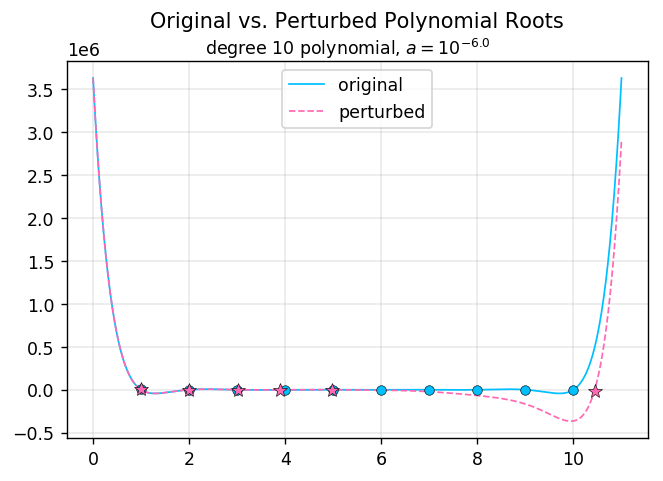 Original vs. Perturbed Polynomial Roots
degree 10 polynomial, a = 10^{-6.0}
1e6
original
perturbed
3.5
3.0
2.5
2.0
1.5
1.0
0.5
0.0
−0.5
0 2 4 6 8 10